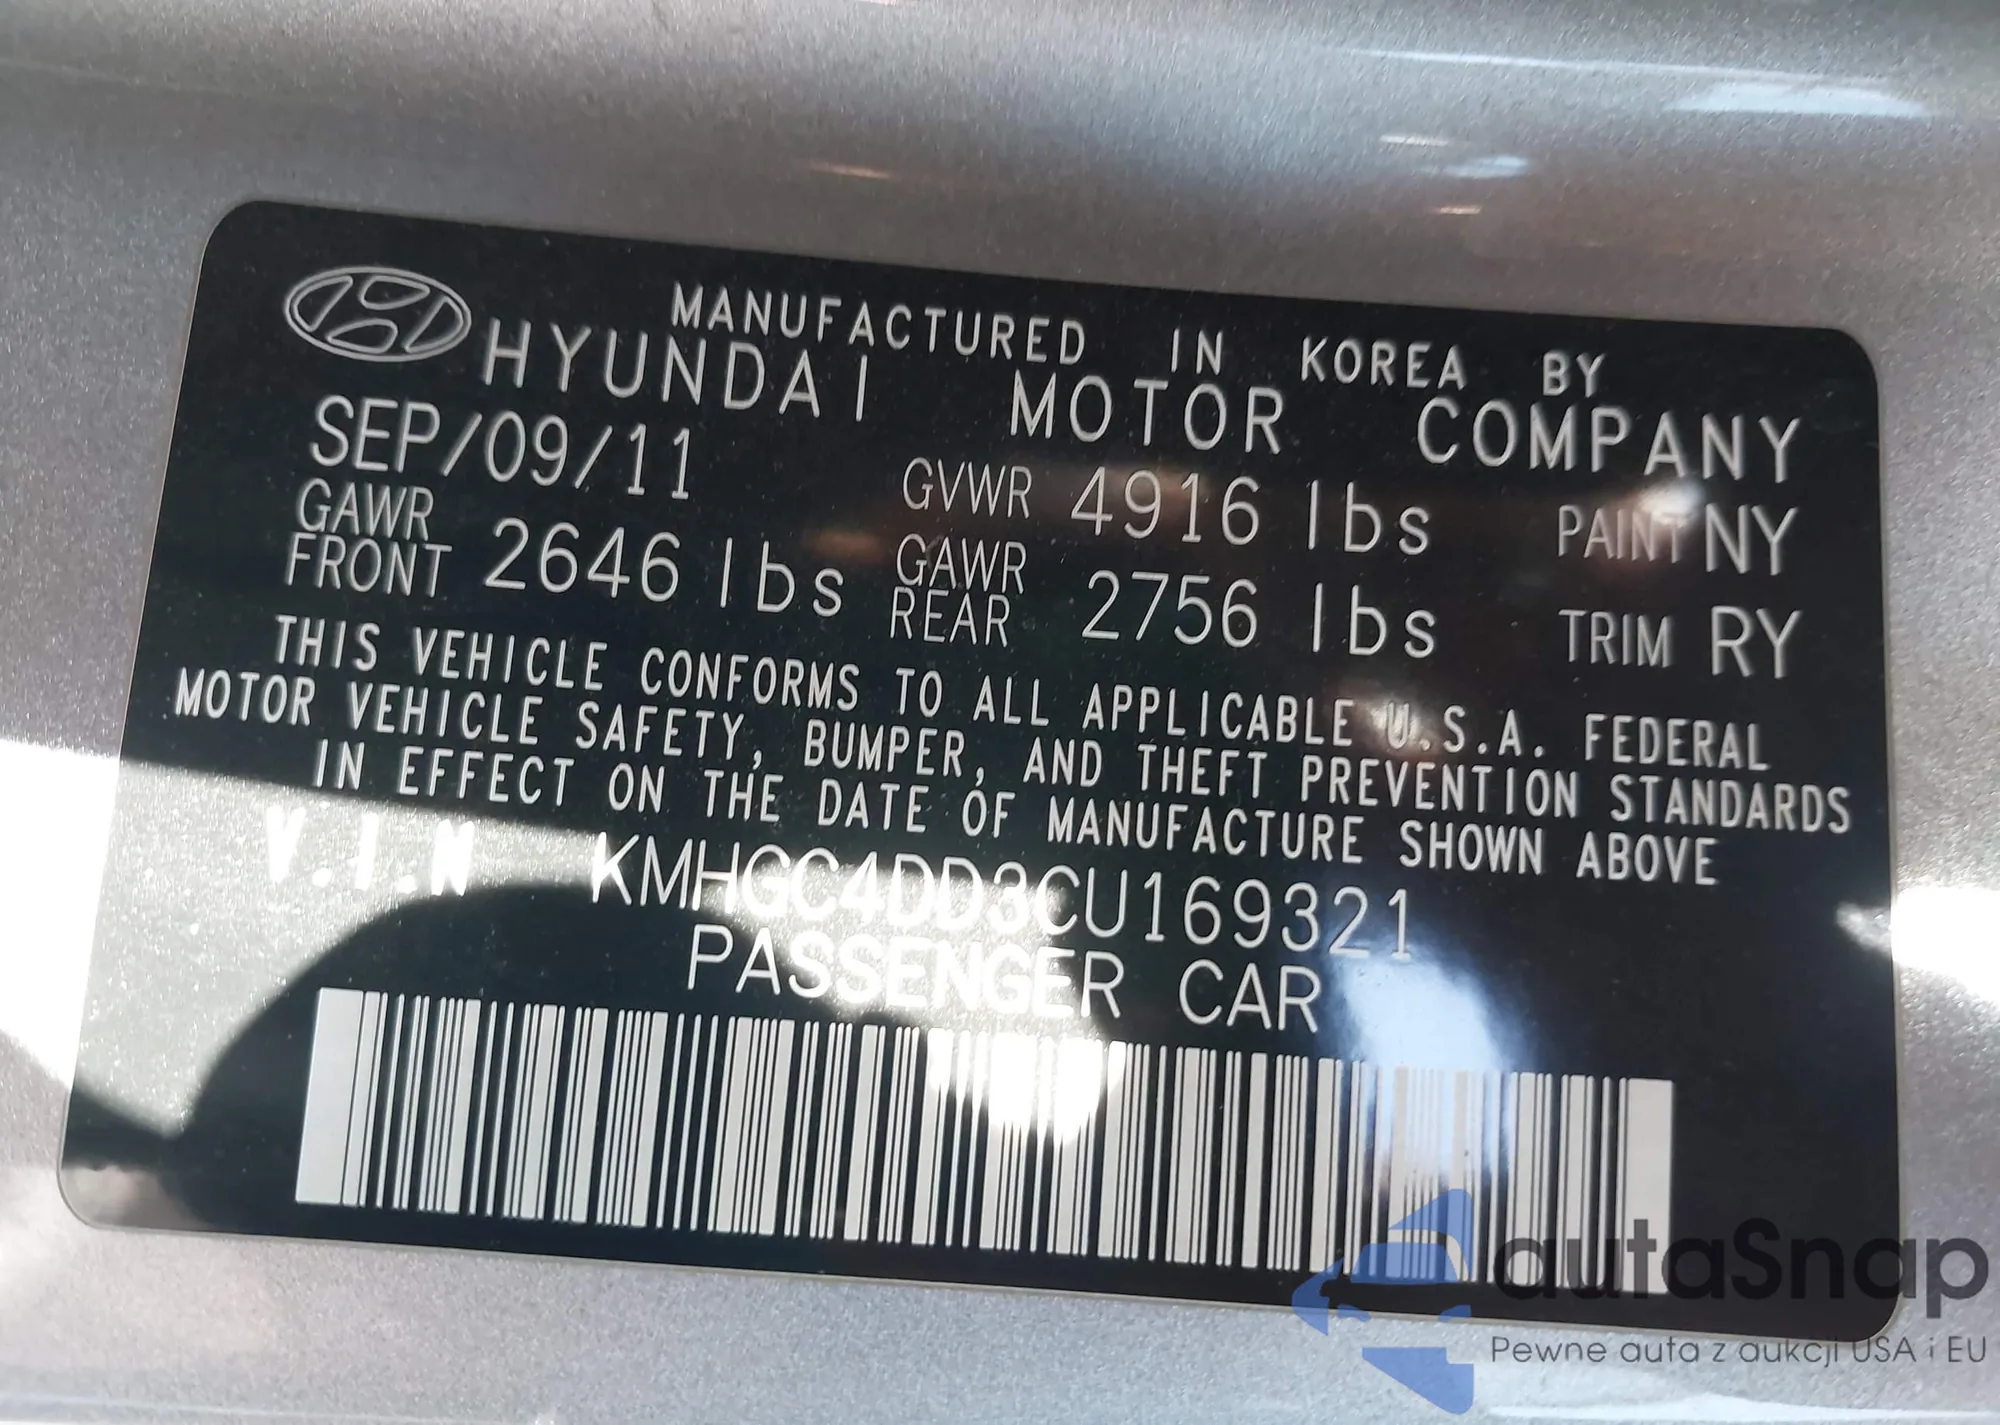 MANUFACTURED IN KOREA BY
HYUNDAI MOTOR COMPANY
SEP/09/11 GVWR 4916 lbs PAINT NY
GAWR FRONT 2646 lbs GAWR REAR 2756 lbs TRIM RY
THIS VEHICLE CONFORMS TO ALL APPLICABLE U.S.A. FEDERAL
MOTOR VEHICLE SAFETY, BUMPER, AND THEFT PREVENTION STANDARDS
IN EFFECT ON THE DATE OF MANUFACTURE SHOWN ABOVE
V.I.N KMHGC4DD3CU169321
PASSENGER CAR
autaSnap
Pewne auta z aukcji USA i EU